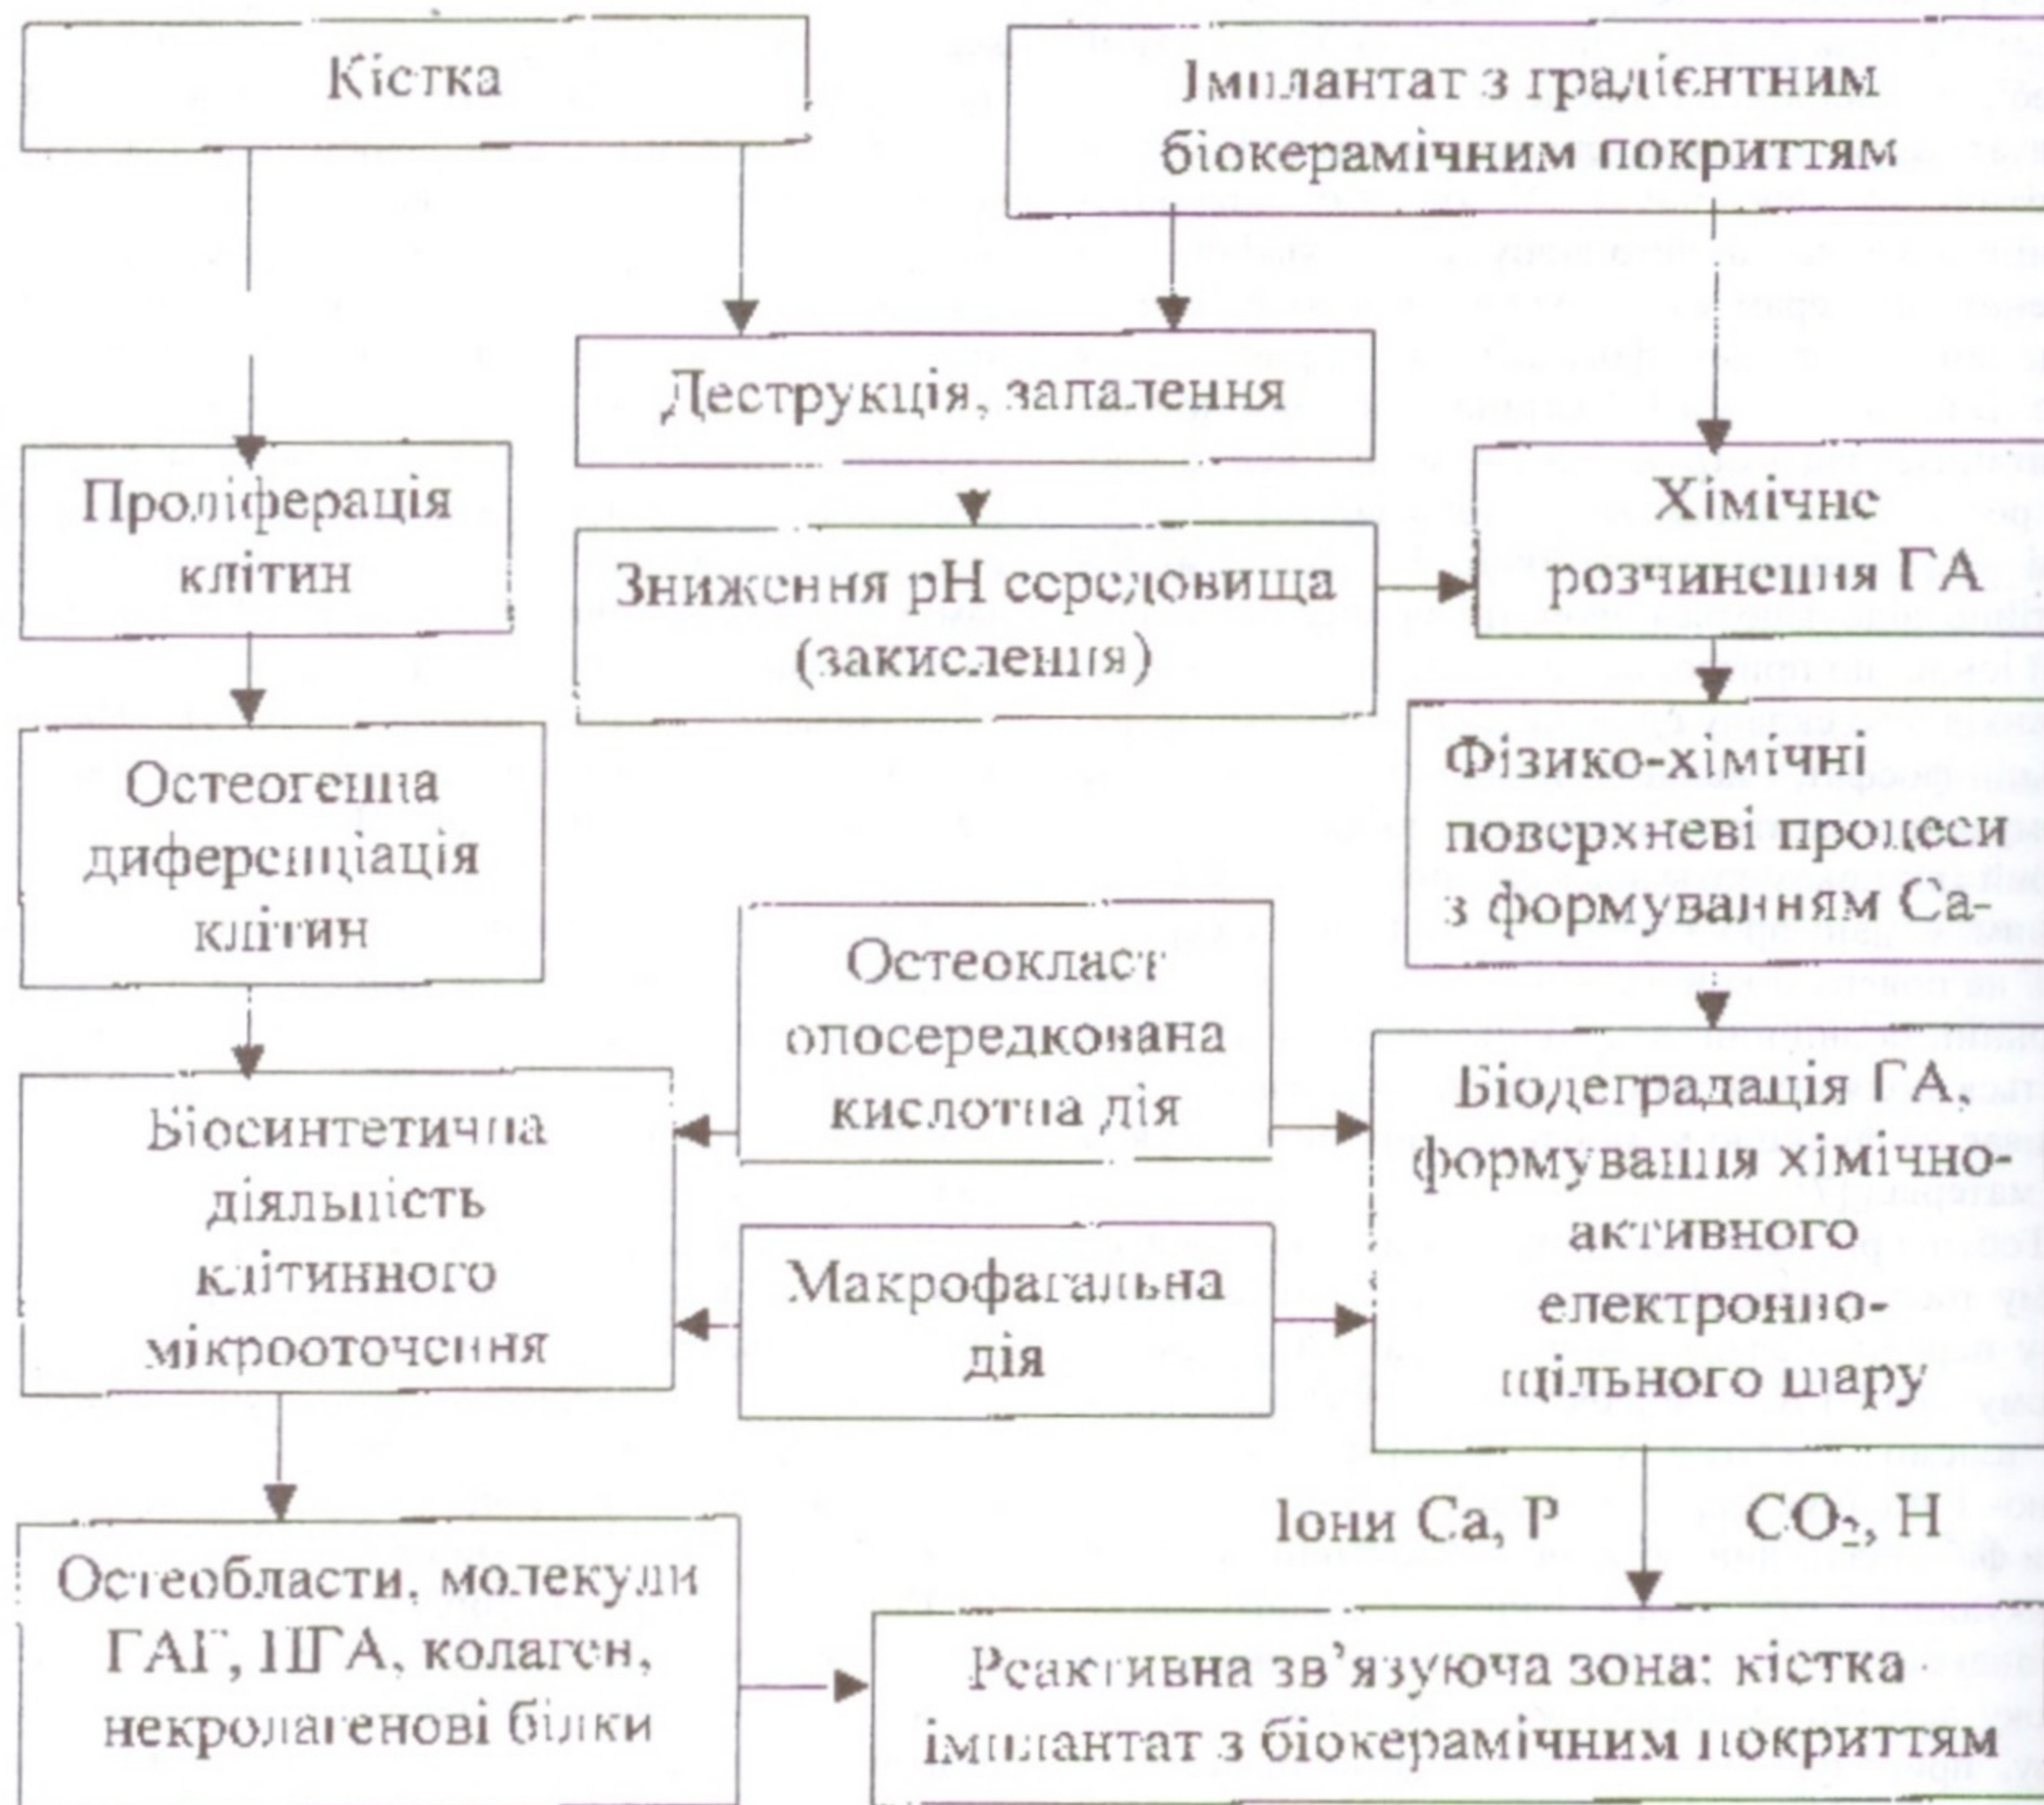 Кістка
Імплантат з градієнтним
біокерамічним покриттям
Деструкція, запалення
Проліферація
клітин
Зниження рН середовища
(закислення)
Хімічне
розчинення ГА
Остеогенна
диференціація
клітин
Фізико-хімічні
поверхневі процеси
з формуванням Са-
Остеокласт
опосередкована
кислотна дія
Біосинтетична
діяльність
клітинного
мікрооточення
Макрофагальна
дія
Біодеградація ГА,
формування хімічно-
активного
електронно-
щільного шару
Іони Са, Р
СО₂, Н
Остеобласти, молекули
ГАГ, ПГА, колаген,
некролагенові білки
Реактивна зв’язуюча зона: кістка
імплантат з біокерамічним покриттям